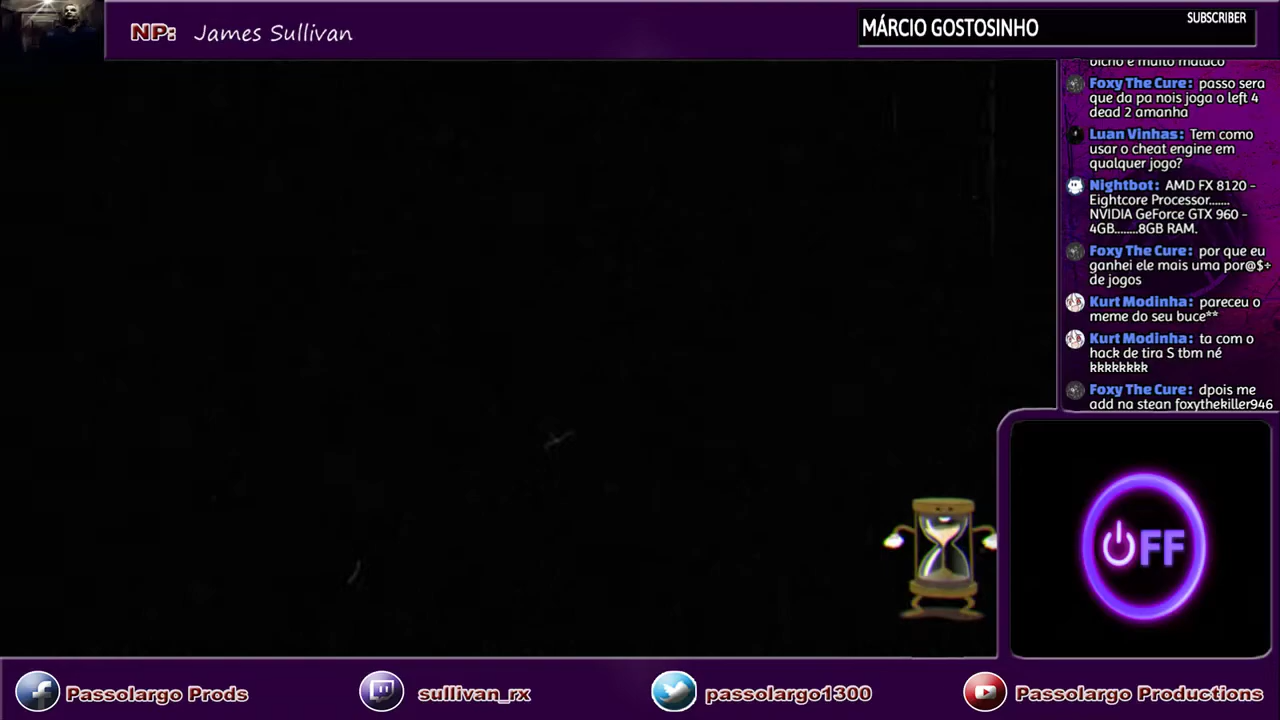 NP: James Sullivan
SUBSCRIBER
MÁRCIO GOSTOSINHO
bicho é muito maluco
Foxy The Cure: passo sera
que da pa nois joga o left 4
dead 2 amanha
Luan Vinhas: Tem como
usar o cheat engine em
qualquer jogo?
Nightbot: AMD FX 8120 -
Eightcore Processor.......
NVIDIA GeForce GTX 960 -
4GB........8GB RAM.
Foxy The Cure: por que eu
ganhei ele mais uma por@$+
de jogos
Kurt Modinha: pareceu o
meme do seu buce**
Kurt Modinha: ta com o
hack de tira S tbm né
kkkkkkkk
Foxy The Cure: dpois me
add na stean foxythekiller946
OFF
Passolargo Prods
sullivan_rx
passolargo1300
Passolargo Productions